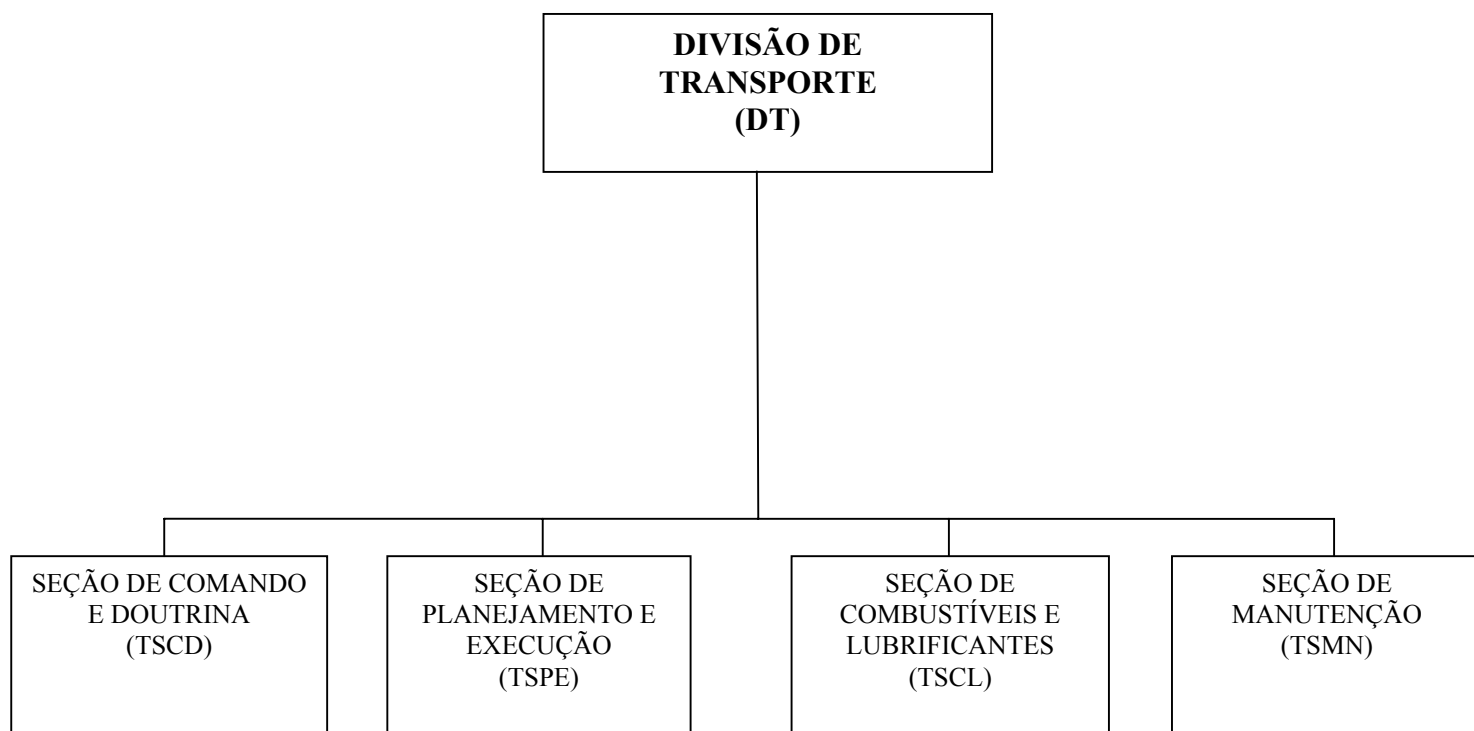 DIVISÃO DE
TRANSPORTE
(DT)
SEÇÃO DE COMANDO
E DOUTRINA
(TSCD)
SEÇÃO DE
PLANEJAMENTO E
EXECUÇÃO
(TSPE)
SEÇÃO DE
COMBUSTÍVEIS E
LUBRIFICANTES
(TSCL)
SEÇÃO DE
MANUTENÇÃO
(TSMN)